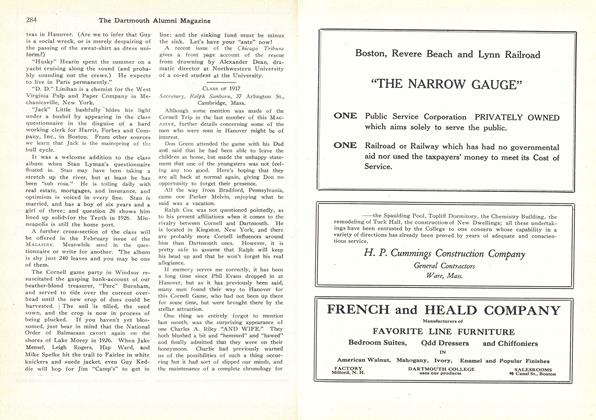 284
The Dartmouth Alumni Magazine
teas in Hanover. (Are we to infer that Guy
is a social wreck, or is merely despairing of
the passing of the sweat-shirt as dress uni-
form?)
"Husky" Hearin spent the summer on a
yacht cruising along the sound (and proba-
bly sounding out the crews.) He expects
to live in Paris permanently."
"D. D." Linihan is a chemist for the West
Virginia Pulp and Paper Company in Me-
chanicville, New York.
"Jack" Little bashfully hides his light
under a bushel by appearing in the class
questionnaire in the disguise of a hard
working clerk for Harris, Forbes and Com-
pany, Inc., in Boston. From other sources
we learn that Jack is the mainspring of the
bull cycle.
It was a welcome addition to the class
album when Stan Lyman's questionnaire
floated in. Stan may have been taking a
stretch up the river, but at least he has
been "sub rosa." He is toiling daily with
real estate, mortgages, and insurance, and
optimism is voiced in every line. Stan is
married, and has a boy of six years and a
girl of three; and question 26 shows him
lined up solid for the Tenth in 1926. Min-
neapolis is still the home port.
A further cross-section of the class will
be offered in the February issue of the
MAGAZINE. Meanwhile send in the ques-
tionnaire or write for another. The album
is shy just 240 leaves and you may be one
of them.
The Cornell game party in Windsor re-
suscitated the gasping bank-account of our
heather-blond treasurer, "Perc" Burnham,
and served to tide over the current over-
head until the new crop of dues could be
harvested. The soil is tilled, the seed
sown, and the crop is now in process of
being plucked. If you haven't yet blos-
somed, just bear in mind that the National
Order of Balmacaan cavort again on the
shores of Lake Morey in 1926. When Jake
Mensel, Leigh Rogers, Hap Ward, and
Mike Spelke hit the trail to Fairlee in white
knickers and suede jacket, even Guy Ked-
die will hop for Jim "Camp's" to get in
line; and the sinking fund must be minus
the sink. Let's have your "ante" now!
A recent issue of the Chicago Tribune
gives a front page account of the rescue
from drowning by Alexander Dean, dra-
matic director at Northwestern University
of a co-ed student at the University.
CLASS OF 1917
Secretary, Ralph Sanborn, 37 Arlington St.,
Cambridge, Mass.
Although some mention was made of the
Cornell Trip in the last number of this MAG-
AZINE, further details concerning some of the
men who were seen in Hanover might be of
interest.
Don Green attended the game with his Dad
and said that he had been able to leave the
children at home, but made the unhappy state-
ment that one of the youngsters was not feel-
ing any too good. Here's hoping that they
are all back at normal again, giving Don no
opportunity to forget their presence.
All the way from Bradford, Pennsylvania,
came one Parker Melvin, enjoying what he
said was a vacation.
Ralph Cox was not questioned pointedly, as
to his present affiliations when it comes to the
rivalry between Cornell and Dartmouth. He
is located in Kingston, New York, and there
are probably more Cornell influences around
him than Dartmouth ones. However, it is
pretty safe to assume that Ralph will keep
his head up and that he won't forget his real
allegiance.
If memory serves me correctly, it has been
a long time since Phil Evans dropped in at
Hanover, but as it has previously been said,
many men found their way to Hanover for
this Cornell Game, who had not been up there
for some time, but were brought there by the
stellar attraction.
One thing we entirely forgot to mention
last month, was the surprising appearance of
one Charles A. Riley "AND WIFE." They
both blushed a bit and "hemmed" and "hawed"
and finally admitted that they were on their
honeymoon. Charlie had previously warned
us of the possibilities of such a thing occur-
ring but it had sort of slipped our minds, and
the maintenance of a complete chronology for
Boston, Revere Beach and Lynn Railroad
"THE NARROW GAUGE"
ONE Public Service Corporation PRIVATELY OWNED
which aims solely to serve the public.
ONE Railroad or Railway which has had no governmental
aid nor used the taxpayers' money to meet its Cost of
Service.
——the Spaulding Pool, Topliff Dormitory, the Chemistry Building, the
remodeling of Tuck Hall, the construction of New Dwellings; all these undertak-
ings have been entrusted by the College to one concern whose capability in a
variety of directions has already been proved by years of adequate and conscien-
tious service.
H. P. Cummings Construction Company
General Contractors
Ware, Mass.
FRENCH and HEALD COMPANY
Manufacturers of
FAVORITE LINE FURNITURE
Bedroom Suites, Odd Dressers and Chiffoniers
IN
American Walnut, Mahogany, Ivory, Enamel and Popular Finishes
FACTORY
Milford, N. H.
DARTMOUTH COLLEGE
uses our products
SALESROOMS
Canal St., Boston